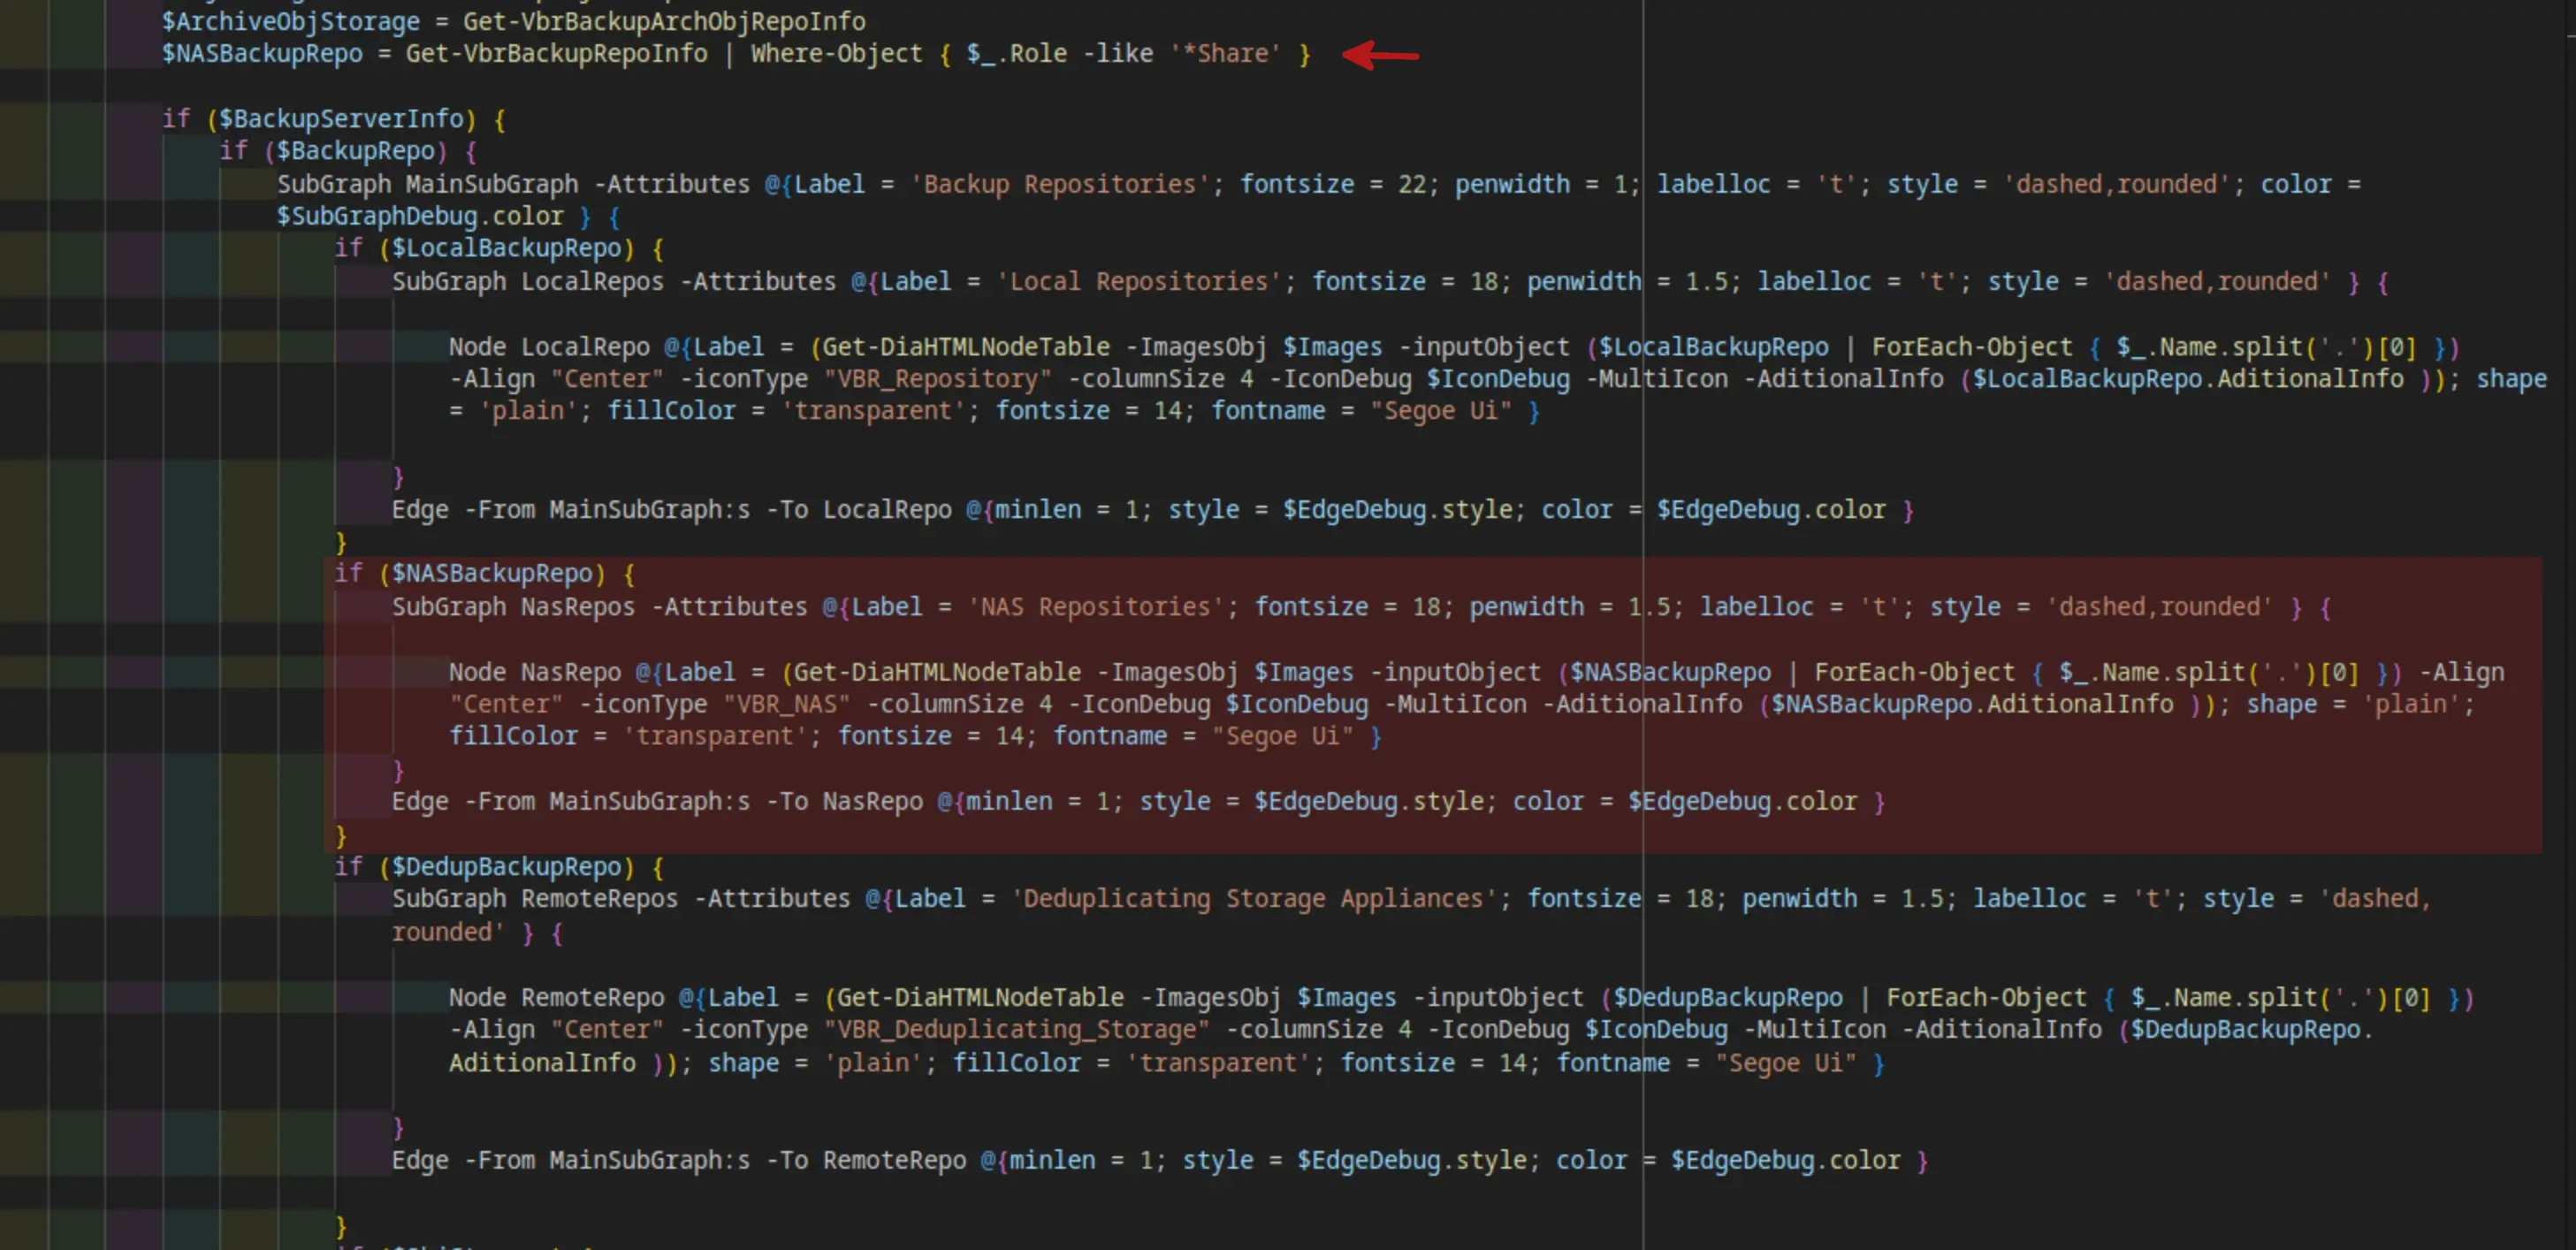 $ArchiveObjStorage = Get-VbrBackupArchObjRepoInfo
$NASBackupRepo = Get-VbrBackupRepoInfo | Where-Object { $_.Role -like '*Share' }
if ($BackupServerInfo) {
if ($BackupRepo) {
SubGraph MainSubGraph -Attributes @{Label = 'Backup Repositories'; fontsize = 22; penwidth = 1; labelloc = 't'; style = 'dashed,rounded'; color =
$SubGraphDebug.color } {
if ($LocalBackupRepo) {
SubGraph LocalRepos -Attributes @{Label = 'Local Repositories'; fontsize = 18; penwidth = 1.5; labelloc = 't'; style = 'dashed,rounded' } {
Node LocalRepo @{Label = (Get-DiaHTMLNodeTable -ImagesObj $Images -inputObject ($LocalBackupRepo | ForEach-Object { $_.Name.split('.')[0] })
-Align "Center" -iconType "VBR_Repository" -columnSize 4 -IconDebug $IconDebug -MultiIcon -AditionalInfo ($LocalBackupRepo.AditionalInfo )); shape
= 'plain'; fillColor = 'transparent'; fontsize = 14; fontname = "Segoe Ui" }
}
Edge -From MainSubGraph:s -To LocalRepo @{minlen = 1; style = $EdgeDebug.style; color = $EdgeDebug.color }
}
if ($NASBackupRepo) {
SubGraph NasRepos -Attributes @{Label = 'NAS Repositories'; fontsize = 18; penwidth = 1.5; labelloc = 't'; style = 'dashed,rounded' } {
Node NasRepo @{Label = (Get-DiaHTMLNodeTable -ImagesObj $Images -inputObject ($NASBackupRepo | ForEach-Object { $_.Name.split('.')[0] }) -Align
"Center" -iconType "VBR_NAS" -columnSize 4 -IconDebug $IconDebug -MultiIcon -AditionalInfo ($NASBackupRepo.AditionalInfo )); shape = 'plain';
fillColor = 'transparent'; fontsize = 14; fontname = "Segoe Ui" }
}
Edge -From MainSubGraph:s -To NasRepo @{minlen = 1; style = $EdgeDebug.style; color = $EdgeDebug.color }
}
if ($DedupBackupRepo) {
SubGraph RemoteRepos -Attributes @{Label = 'Deduplicating Storage Appliances'; fontsize = 18; penwidth = 1.5; labelloc = 't'; style = 'dashed,
rounded' } {
Node RemoteRepo @{Label = (Get-DiaHTMLNodeTable -ImagesObj $Images -inputObject ($DedupBackupRepo | ForEach-Object { $_.Name.split('.')[0] })
-Align "Center" -iconType "VBR_Deduplicating_Storage" -columnSize 4 -IconDebug $IconDebug -MultiIcon -AditionalInfo ($DedupBackupRepo.
AditionalInfo )); shape = 'plain'; fillColor = 'transparent'; fontsize = 14; fontname = "Segoe Ui" }
}
Edge -From MainSubGraph:s -To RemoteRepo @{minlen = 1; style = $EdgeDebug.style; color = $EdgeDebug.color }
}